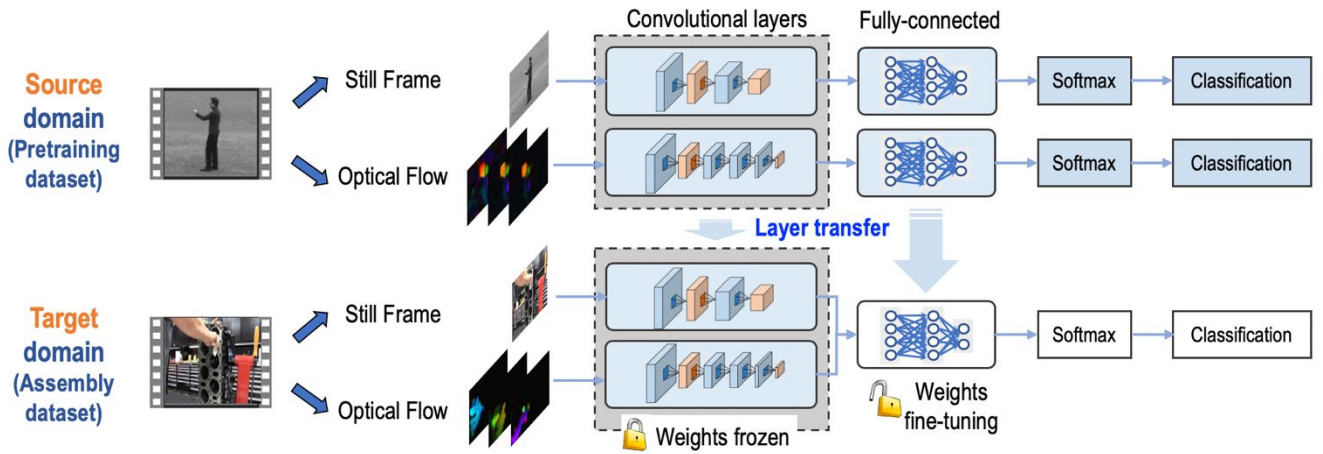 Convolutional layers
Fully-connected
Source
domain
(Pretraining
dataset)
Still Frame
Optical Flow
Softmax
Classification
Softmax
Classification
Layer transfer
Target
domain
(Assembly
dataset)
Still Frame
Optical Flow
Softmax
Classification
Weights frozen
Weights
fine-tuning